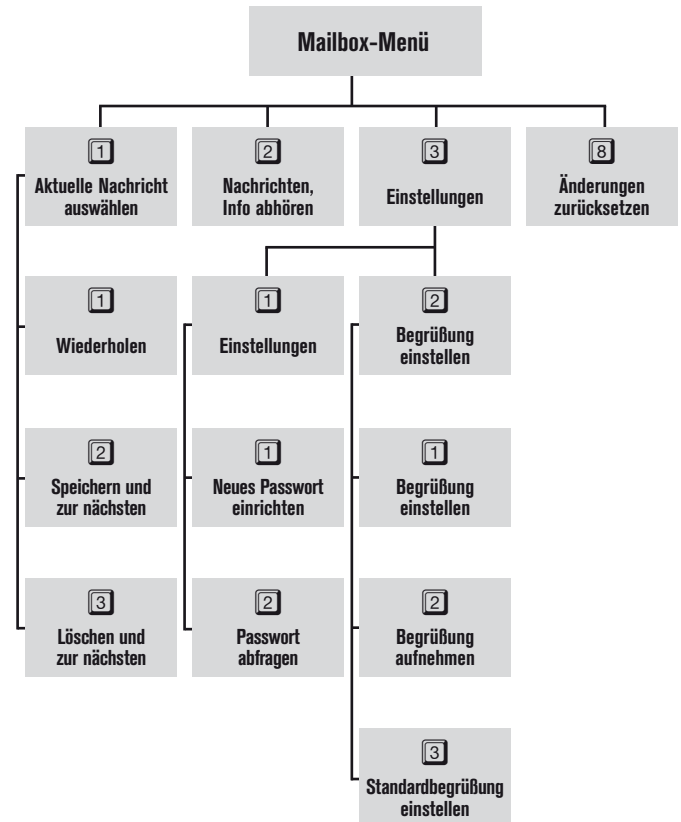 Mailbox-Menü
1
Aktuelle Nachricht
auswählen
2
Nachrichten,
Info abhören
3
Einstellungen
8
Änderungen
zurücksetzen
1
Wiederholen
1
Einstellungen
2
Begrüßung
einstellen
2
Speichern und
zur nächsten
1
Neues Passwort
einrichten
1
Begrüßung
einstellen
3
Löschen und
zur nächsten
2
Passwort
abfragen
2
Begrüßung
aufnehmen
3
Standardbegrüßung
einstellen